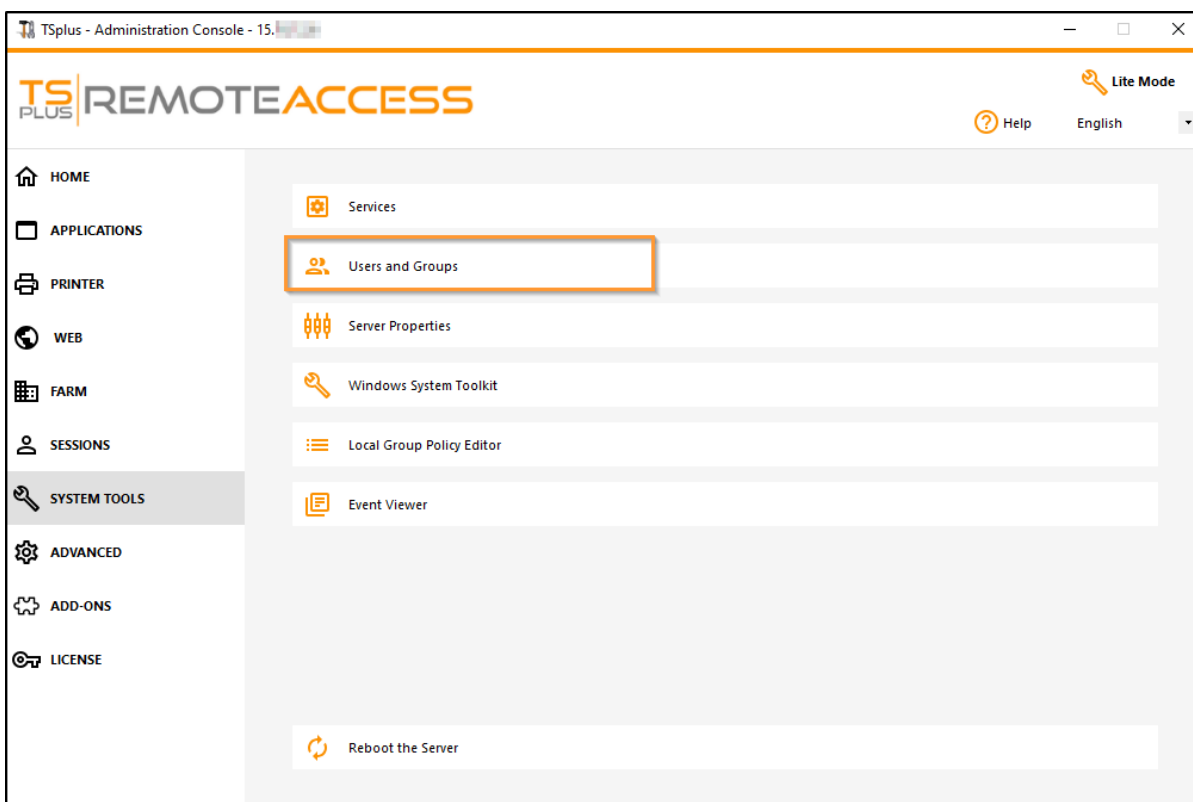 TSplus - Administration Console - 15.
TS PLUS REMOTEACCESS
Lite Mode
Help English
HOME
APPLICATIONS
PRINTER
WEB
FARM
SESSIONS
SYSTEM TOOLS
ADVANCED
ADD-ONS
LICENSE
Services
Users and Groups
Server Properties
Windows System Toolkit
Local Group Policy Editor
Event Viewer
Reboot the Server